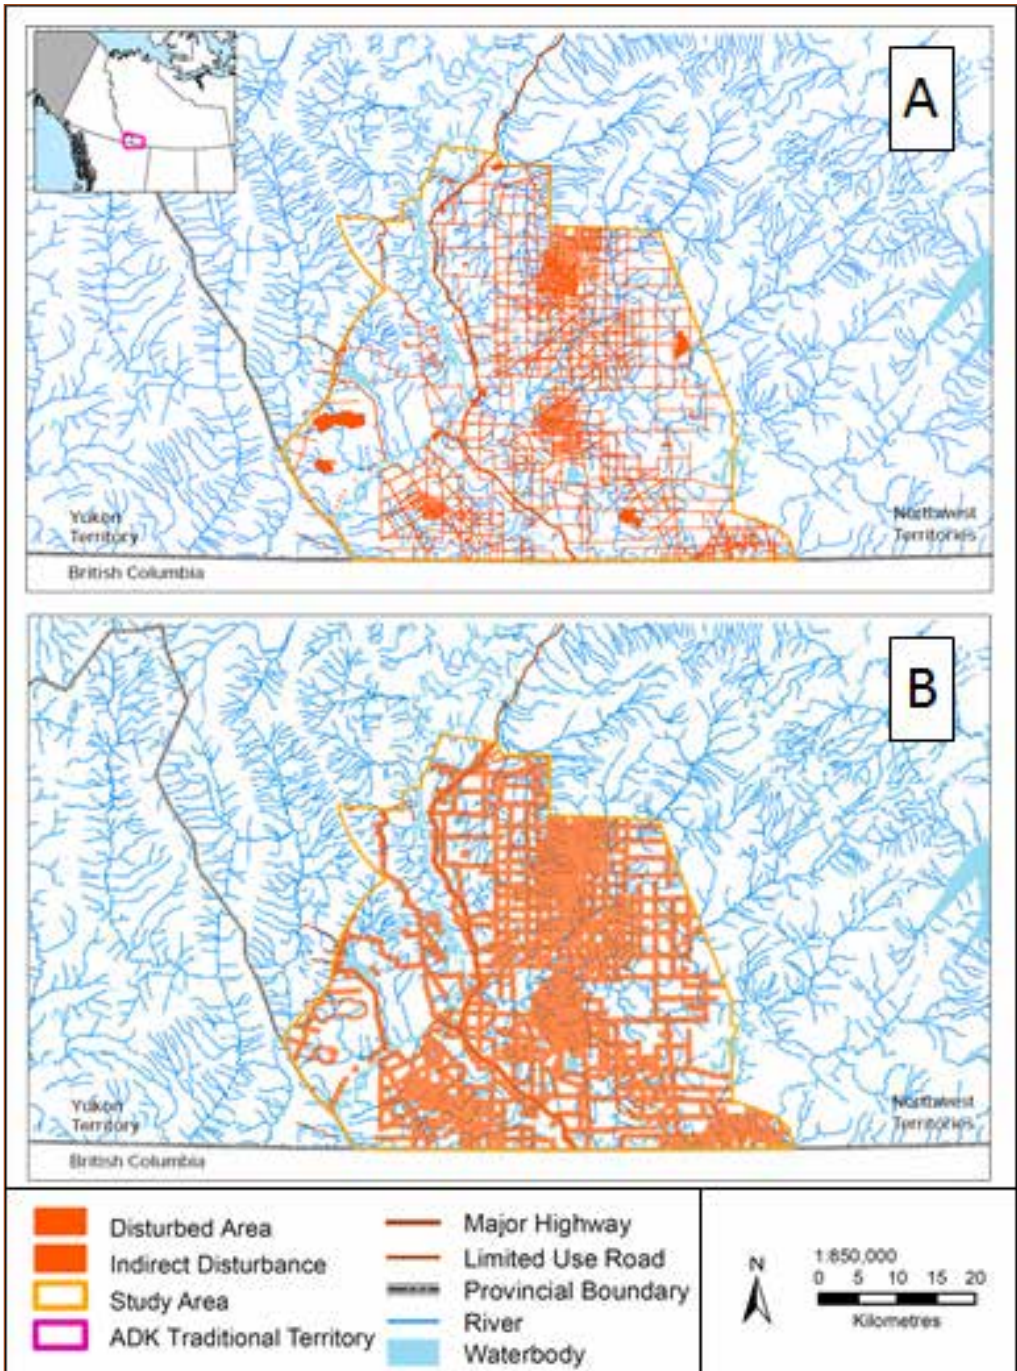 A
Yukon
Territory
Northwest
Territories
British Columbia
B
Yukon
Territory
Northwest
Territories
British Columbia
Disturbed Area
Indirect Disturbance
Study Area
ADK Traditional Territory
Major Highway
Limited Use Road
Provincial Boundary
River
Waterbody
N
1:850,000
0 5 10 15 20
Kilometres